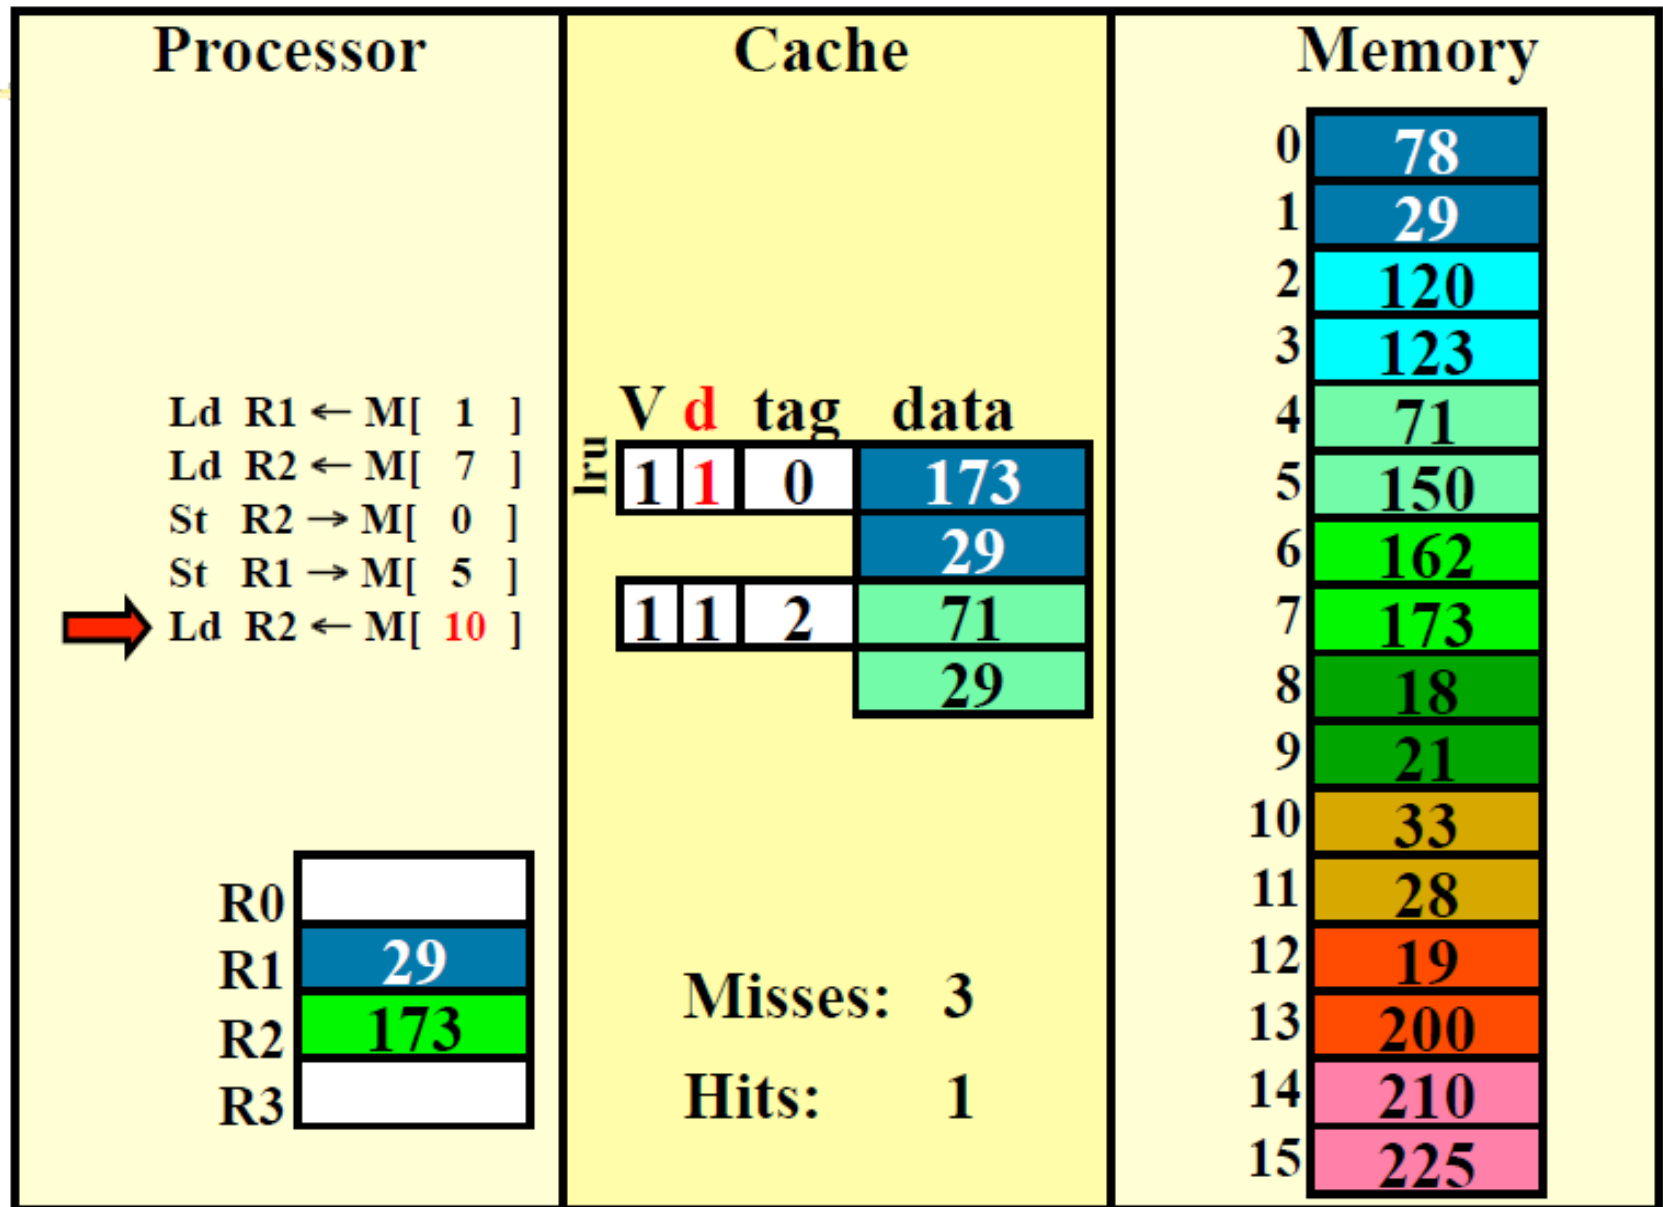 Processor
Ld R1 ← M[ 1 ]
Ld R2 ← M[ 7 ]
St R2 → M[ 0 ]
St R1 → M[ 5 ]
Ld R2 ← M[ 10 ]
R0
R1 29
R2 173
R3
Cache
V d tag data
lru
1 1 0 173
29
1 1 2 71
29
Misses: 3
Hits: 1
Memory
0 78
1 29
2 120
3 123
4 71
5 150
6 162
7 173
8 18
9 21
10 33
11 28
12 19
13 200
14 210
15 225